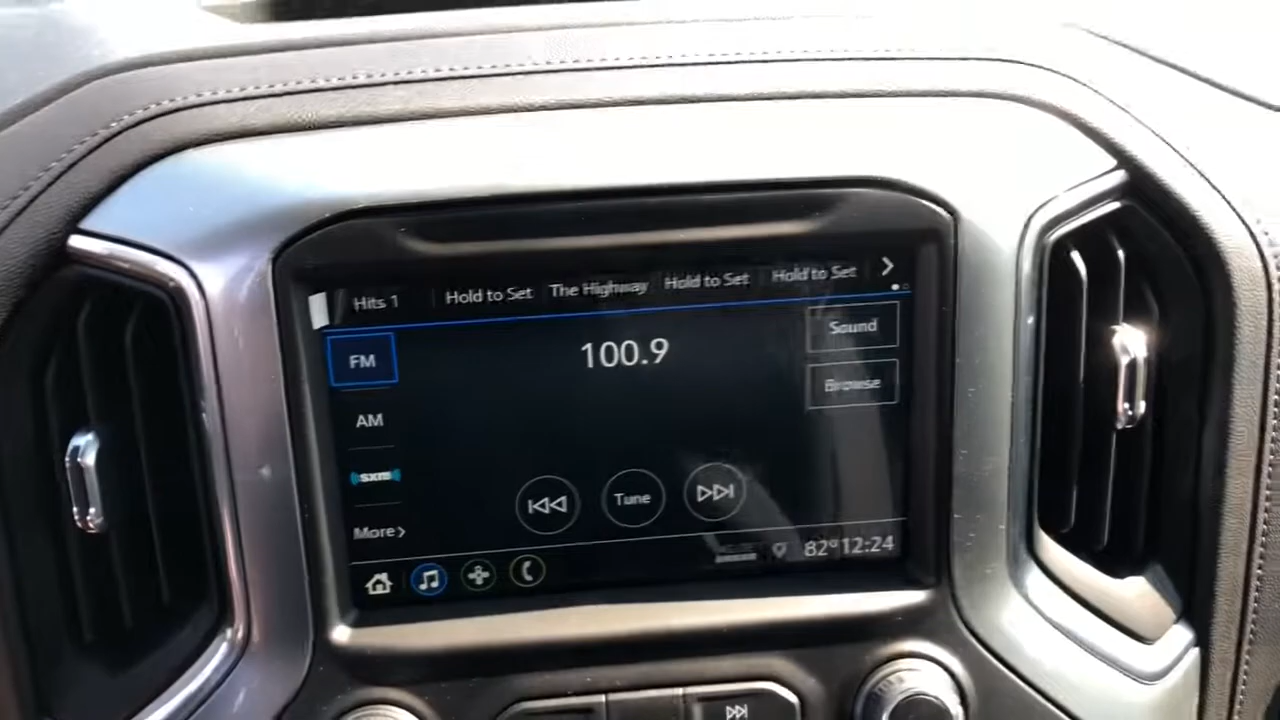 Hits 1 Hold to Set The Highway Hold to Set Hold to Set
FM 100.9 Sound
Browse
AM
sxm
Tune
More
82° 12:24